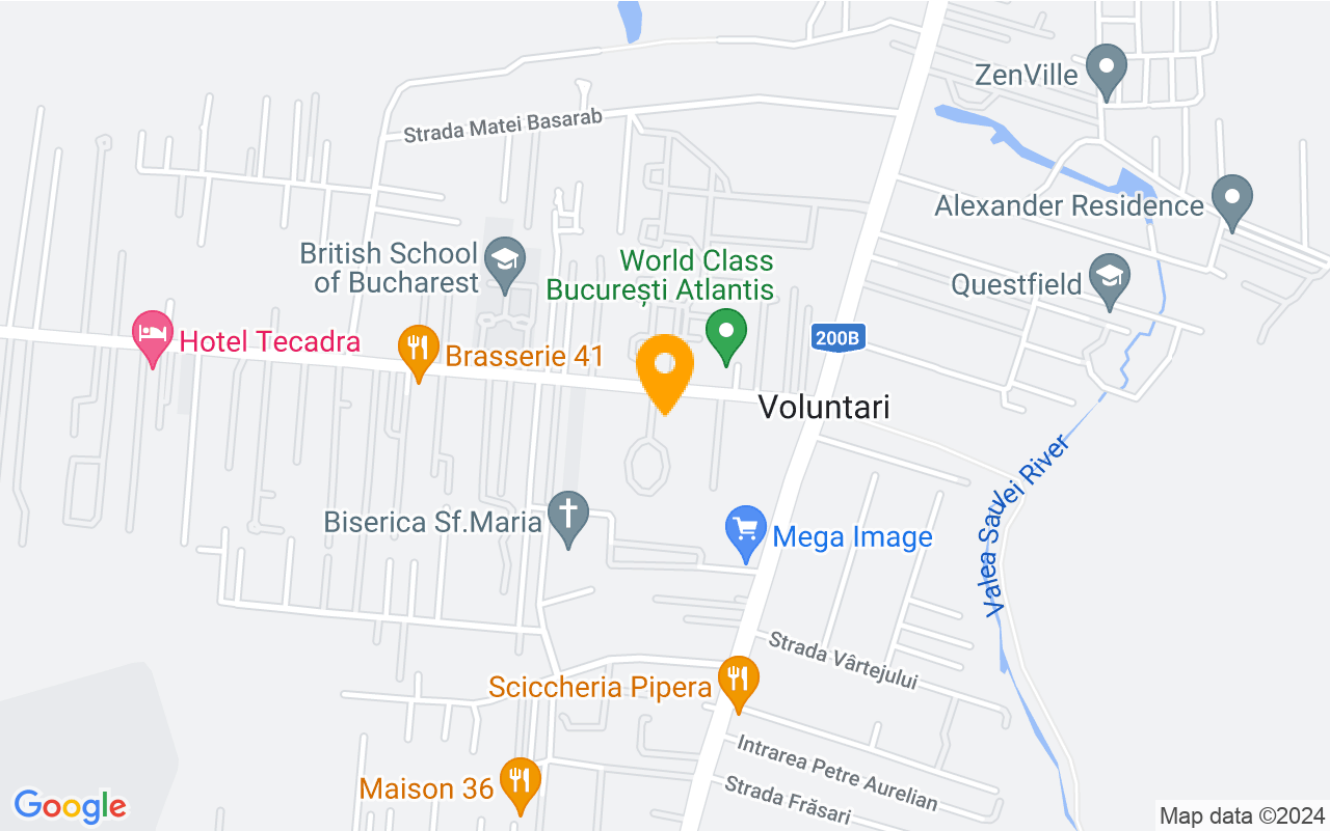 ZenVille
Strada Matei Basarab
Alexander Residence
British School
of Bucharest
World Class
București Atlantis
Questfield
200B
Hotel Tecadra
Brasserie 41
Voluntari
Valea Saulei River
Biserica Sf.Maria
Mega Image
Strada Vârtejului
Sciccheria Pipera
Intrarea Petre Aurelian
Maison 36
Strada Frăsari
Google
Map data ©2024